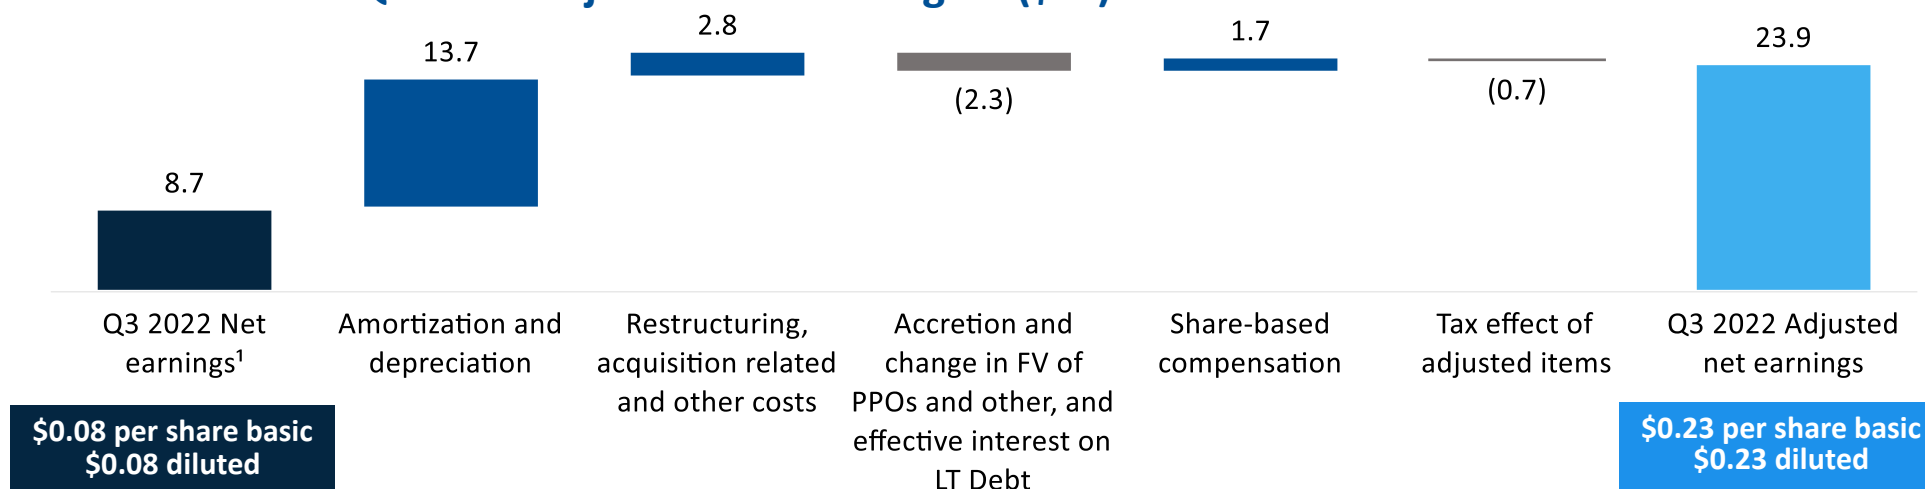 13.7
2.8
1.7
23.9
8.7
(2.3)
(0.7)
Q3 2022 Net
earnings¹
Amortization and
depreciation
Restructuring,
acquisition related
and other costs
Accretion and
change in FV of
PPOs and other, and
effective interest on
LT Debt
Share-based
compensation
Tax effect of
adjusted items
Q3 2022 Adjusted
net earnings
$0.08 per share basic
$0.08 diluted
$0.23 per share basic
$0.23 diluted